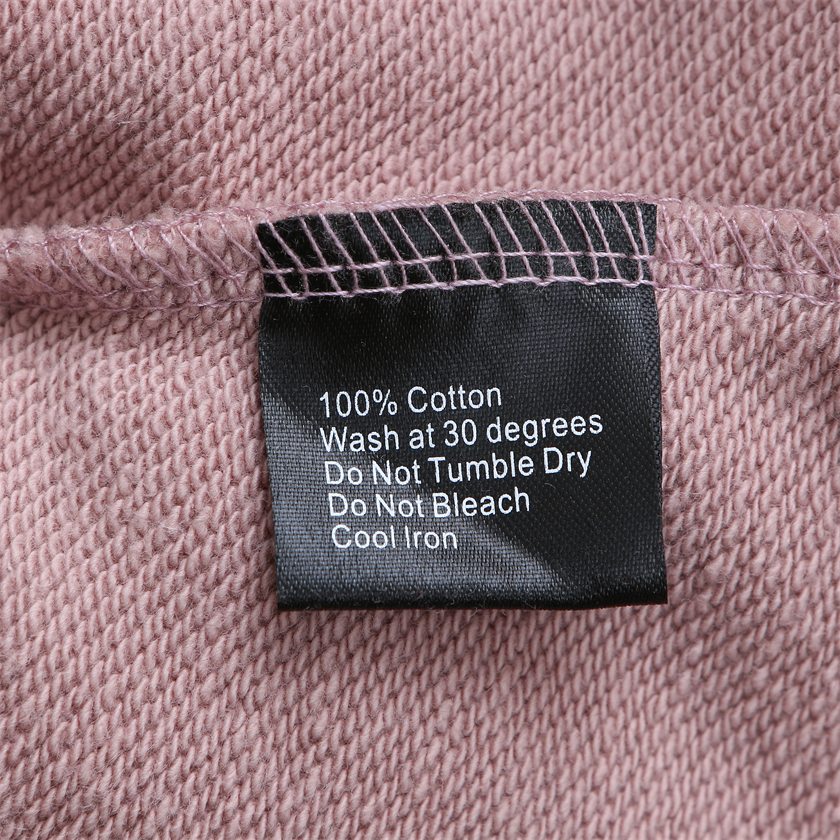 100% Cotton
Wash at 30 degrees
Do Not Tumble Dry
Do Not Bleach
Cool Iron